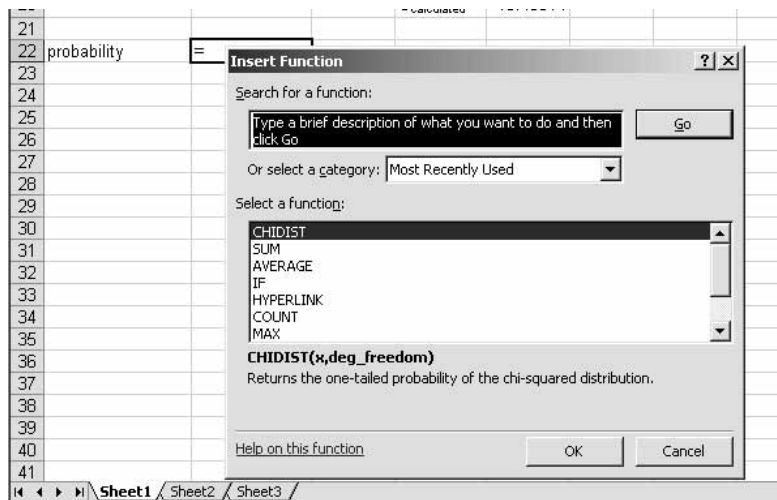 calculated
21
22 probability =
Insert Function
23
Search for a function:
24
25
Type a brief description of what you want to do and then
click Go
Go
26
27
Or select a category: Most Recently Used
28
29
Select a function:
30
CHIDIST
31
SUM
32
AVERAGE
IF
33
HYPERLINK
34
COUNT
35
MAX
36
CHIDIST(x,deg_freedom)
37
Returns the one-tailed probability of the chi-squared distribution.
38
39
40
Help on this function
OK
Cancel
41
Sheet1 / Sheet2 / Sheet3 /